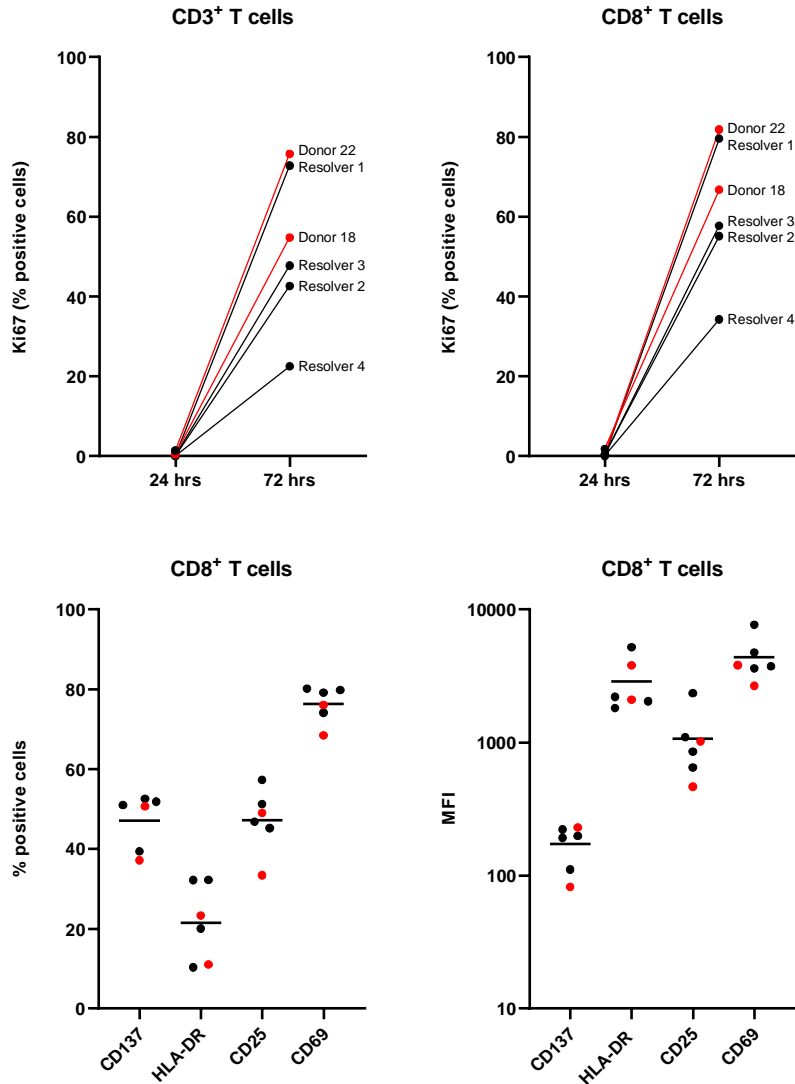 CD3⁺ T cells
Ki67 (% positive cells)
100
80
60
40
20
0
24 hrs
72 hrs
Donor 22
Resolver 1
Donor 18
Resolver 3
Resolver 2
Resolver 4
CD8⁺ T cells
Ki67 (% positive cells)
100
80
60
40
20
0
24 hrs
72 hrs
Donor 22
Resolver 1
Donor 18
Resolver 3
Resolver 2
Resolver 4
CD8⁺ T cells
% positive cells
100
80
60
40
20
0
CD137
HLA-DR
CD25
CD69
CD8⁺ T cells
MFI
10000
1000
100
10
CD137
HLA-DR
CD25
CD69